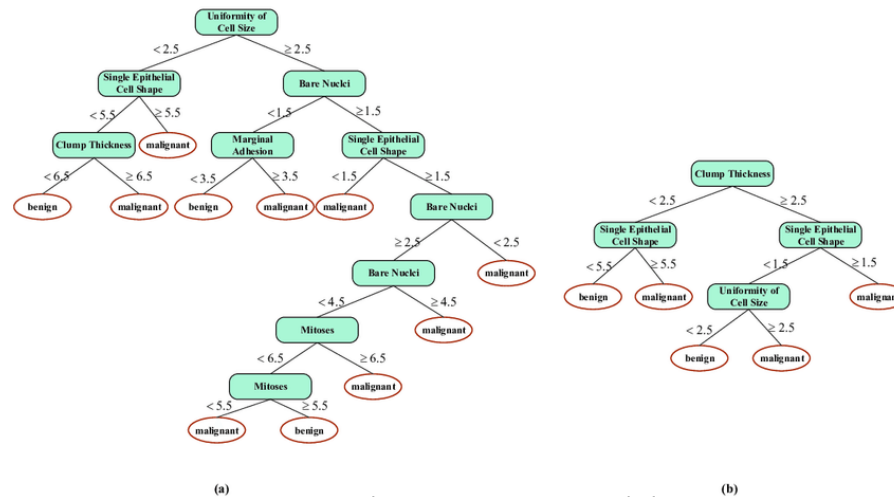 Uniformity of
Cell Size
< 2.5
≥ 2.5
Single Epithelial
Cell Shape
Bare Nuclci
< 5.5
≥ 5.5
<1.5
≥1.5
Clump Thickness
malignant
Marginal
Adhesion
Single Epithelial
Cell Shape
< 6.5
≥ 6.5
< 3.5
≥ 3.5
< 1.5
≥ 1.5
benign
malignant
benign
malignant
malignant
Bare Nuclci
≥ 2.5
< 2.5
Bare Nuclci
malignant
< 4.5
≥ 4.5
Mitoses
malignant
< 6.5
≥ 6.5
Mitoses
malignant
< 5.5
≥ 5.5
malignant
benign
(a)
Clump Thickness
< 2.5
≥ 2.5
Single Epithelial
Cell Shape
Single Epithelial
Cell Shape
< 5.5
≥ 5.5
<1.5
≥1.5
benign
malignant
Uniformity of
Cell Size
malignant
< 2.5
≥ 2.5
benign
malignant
(b)